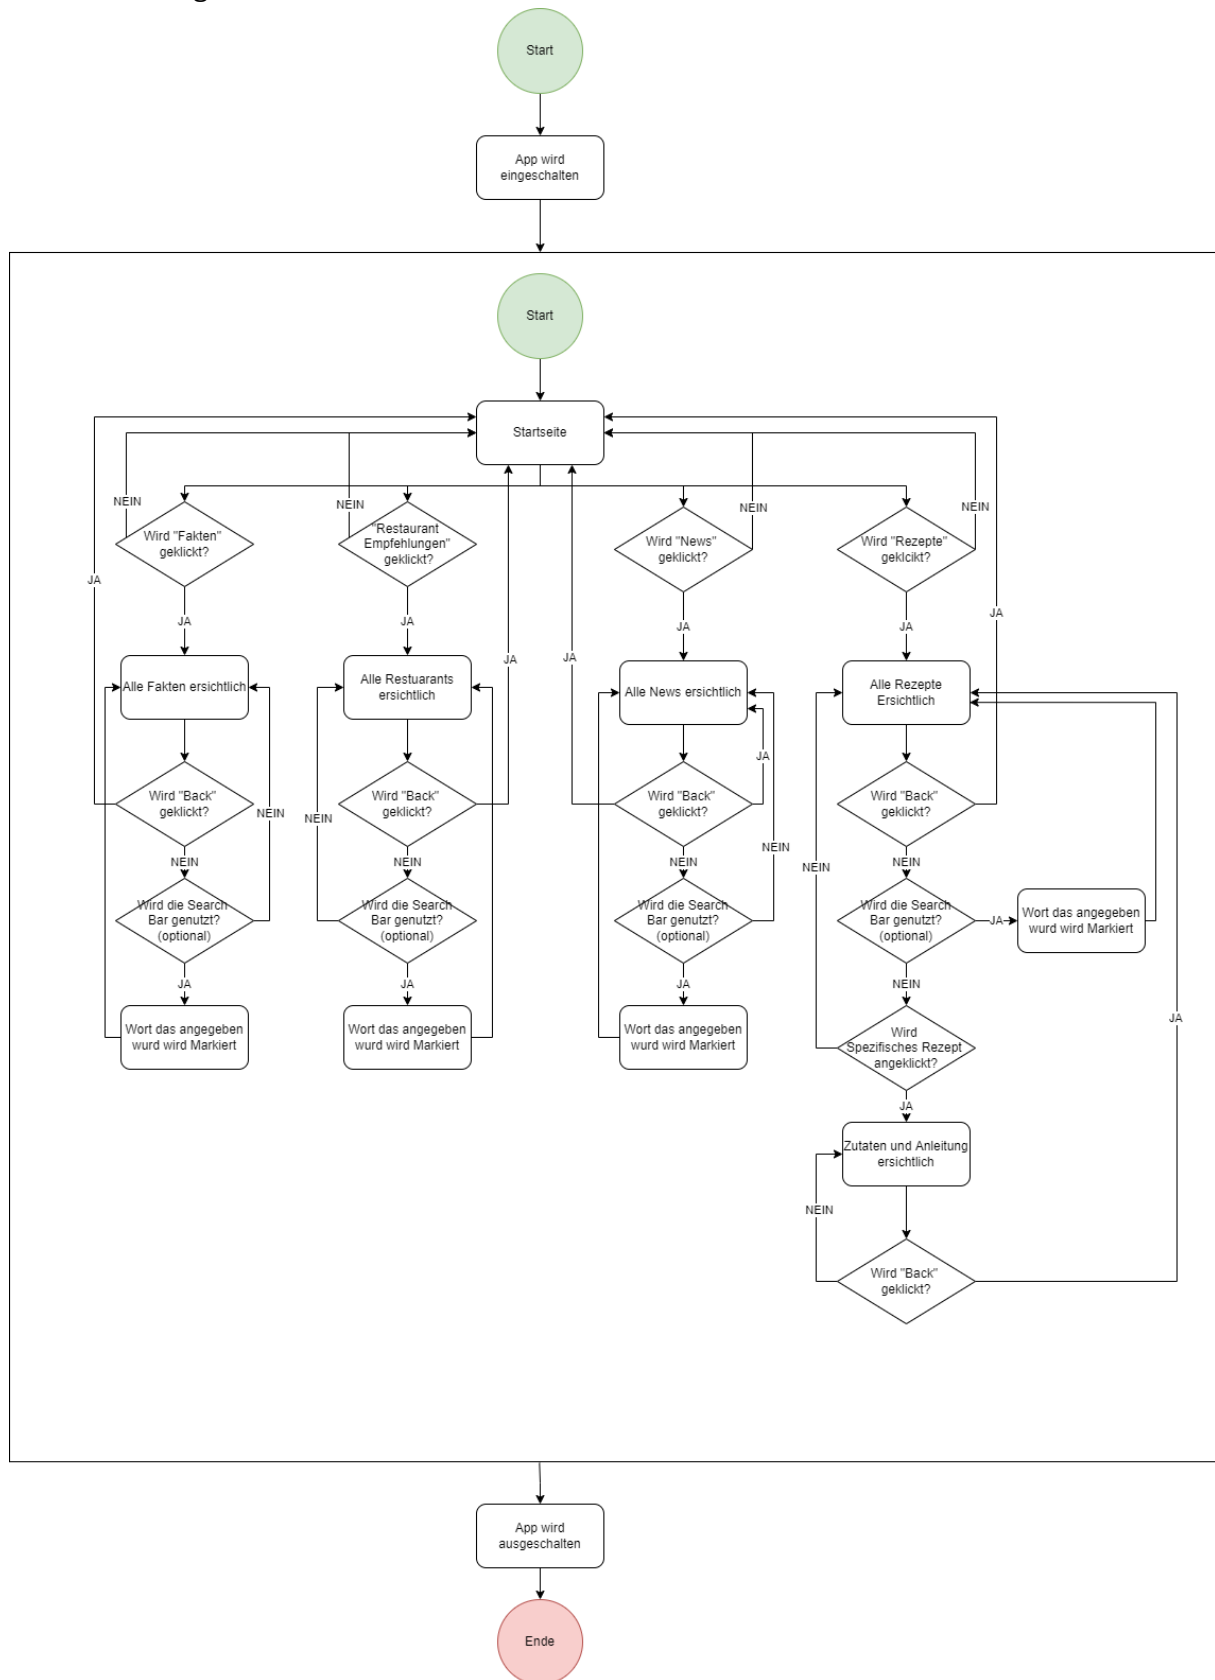 Start
App wird
eingeschalten
Start
Startseite
NEIN
NEIN
NEIN
NEIN
Wird "Fakten"
geklickt?
"Restaurant
Empfehlungen"
geklickt?
Wird "News"
geklickt?
Wird "Rezepte"
geklcikt?
JA
JA
JA
JA
JA
JA
JA
JA
Alle Fakten ersichtlich
Alle Restuarants
ersichtlich
Alle News ersichtlich
Alle Rezepte
Ersichtlich
JA
Wird "Back"
geklickt?
NEIN
NEIN
Wird "Back"
geklickt?
Wird "Back"
geklickt?
NEIN
Wird "Back"
geklickt?
NEIN
NEIN
NEIN
NEIN
NEIN
Wird die Search
Bar genutzt?
(optional)
Wird die Search
Bar genutzt?
(optional)
Wird die Search
Bar genutzt?
(optional)
Wird die Search
Bar genutzt?
(optional)
JA
Wort das angegeben
wurd wird Markiert
JA
JA
JA
NEIN
Wort das angegeben
wurd wird Markiert
Wort das angegeben
wurd wird Markiert
Wort das angegeben
wurd wird Markiert
Wird
Spezifisches Rezept
angeklickt?
JA
JA
Zutaten und Anleitung
ersichtlich
NEIN
Wird "Back"
geklickt?
App wird
ausgeschalten
Ende